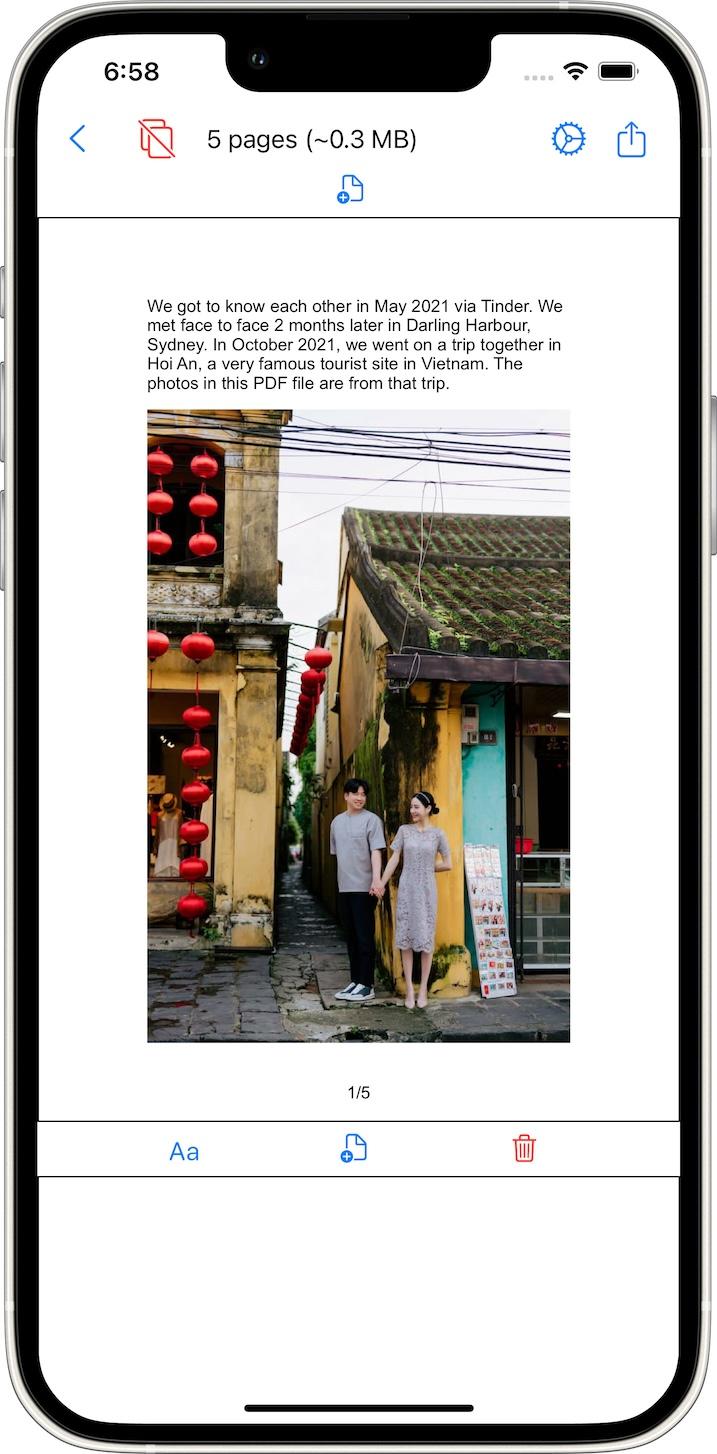 6:58
5 pages (~0.3 MB)
We got to know each other in May 2021 via Tinder. We
met face to face 2 months later in Darling Harbour,
Sydney. In October 2021, we went on a trip together in
Hoi An, a very famous tourist site in Vietnam. The
photos in this PDF file are from that trip.
1/5
Aa